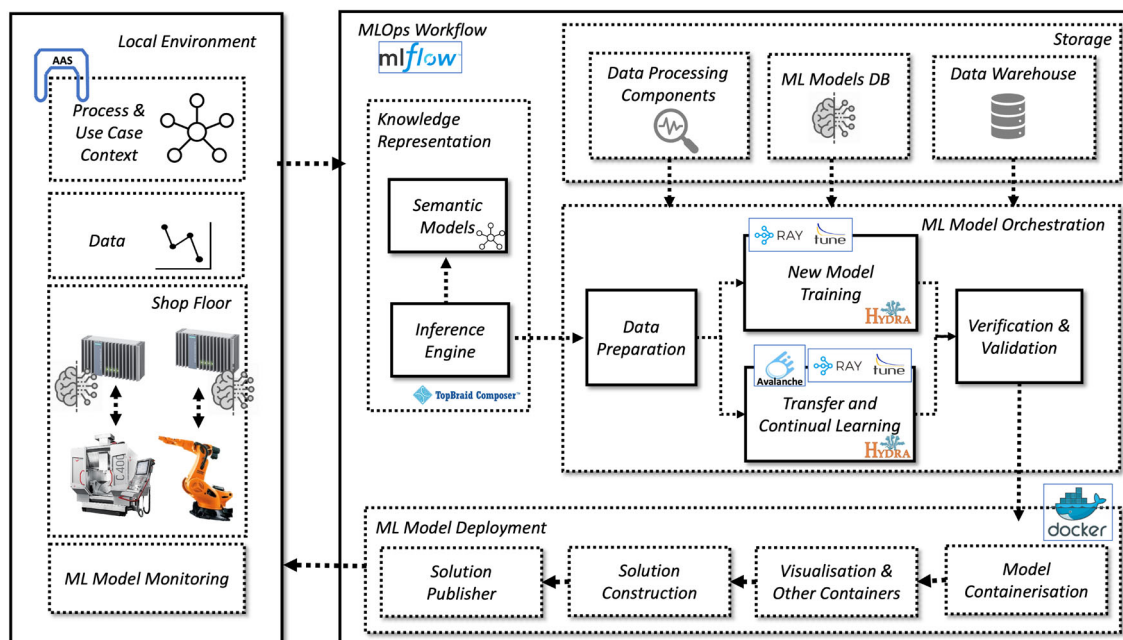 Local Environment
AAS
Process &
Use Case
Context
Data
Shop Floor
C400
ML Model Monitoring
MLOps Workflow
mlflow™
Knowledge
Representation
Semantic
Models
Inference
Engine
TopBraid Composer™
Storage
Data Processing
Components
ML Models DB
Data Warehouse
ML Model Orchestration
Data
Preparation
RAY
tune
New Model
Training
HYDRA
Avalanche
RAY
tune
Transfer and
Continual Learning
HYDRA
Verification &
Validation
docker
ML Model Deployment
Solution
Publisher
Solution
Construction
Visualisation &
Other Containers
Model
Containerisation